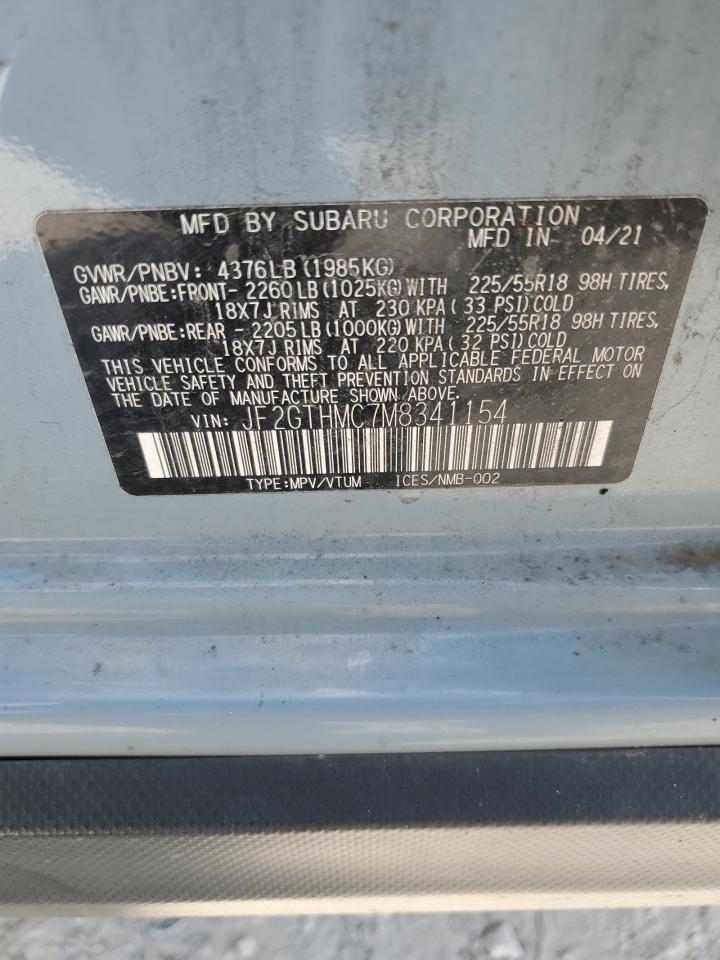 MFD BY SUBARU CORPORATION
MFD IN 04/21
GVWR/PNBV: 4376LB(1985KG)
GAWR/PNBE:FRONT- 2260LB(1025KG)WITH 225/55R18 98H TIRES,
18X7J RIMS AT 230 KPA(33 PSI)COLD
GAWR/PNBE:REAR - 2205LB(1000KG)WITH 225/55R18 98H TIRES,
18X7J RIMS AT 220 KPA(32 PSI)COLD
THIS VEHICLE CONFORMS TO ALL APPLICABLE FEDERAL MOTOR
VEHICLE SAFETY AND THEFT PREVENTION STANDARDS IN EFFECT ON
THE DATE OF MANUFACTURE SHOWN ABOVE.
VIN: JF2GTHMC7M8341154
TYPE:MPV/VTUM ICES/NMB-002